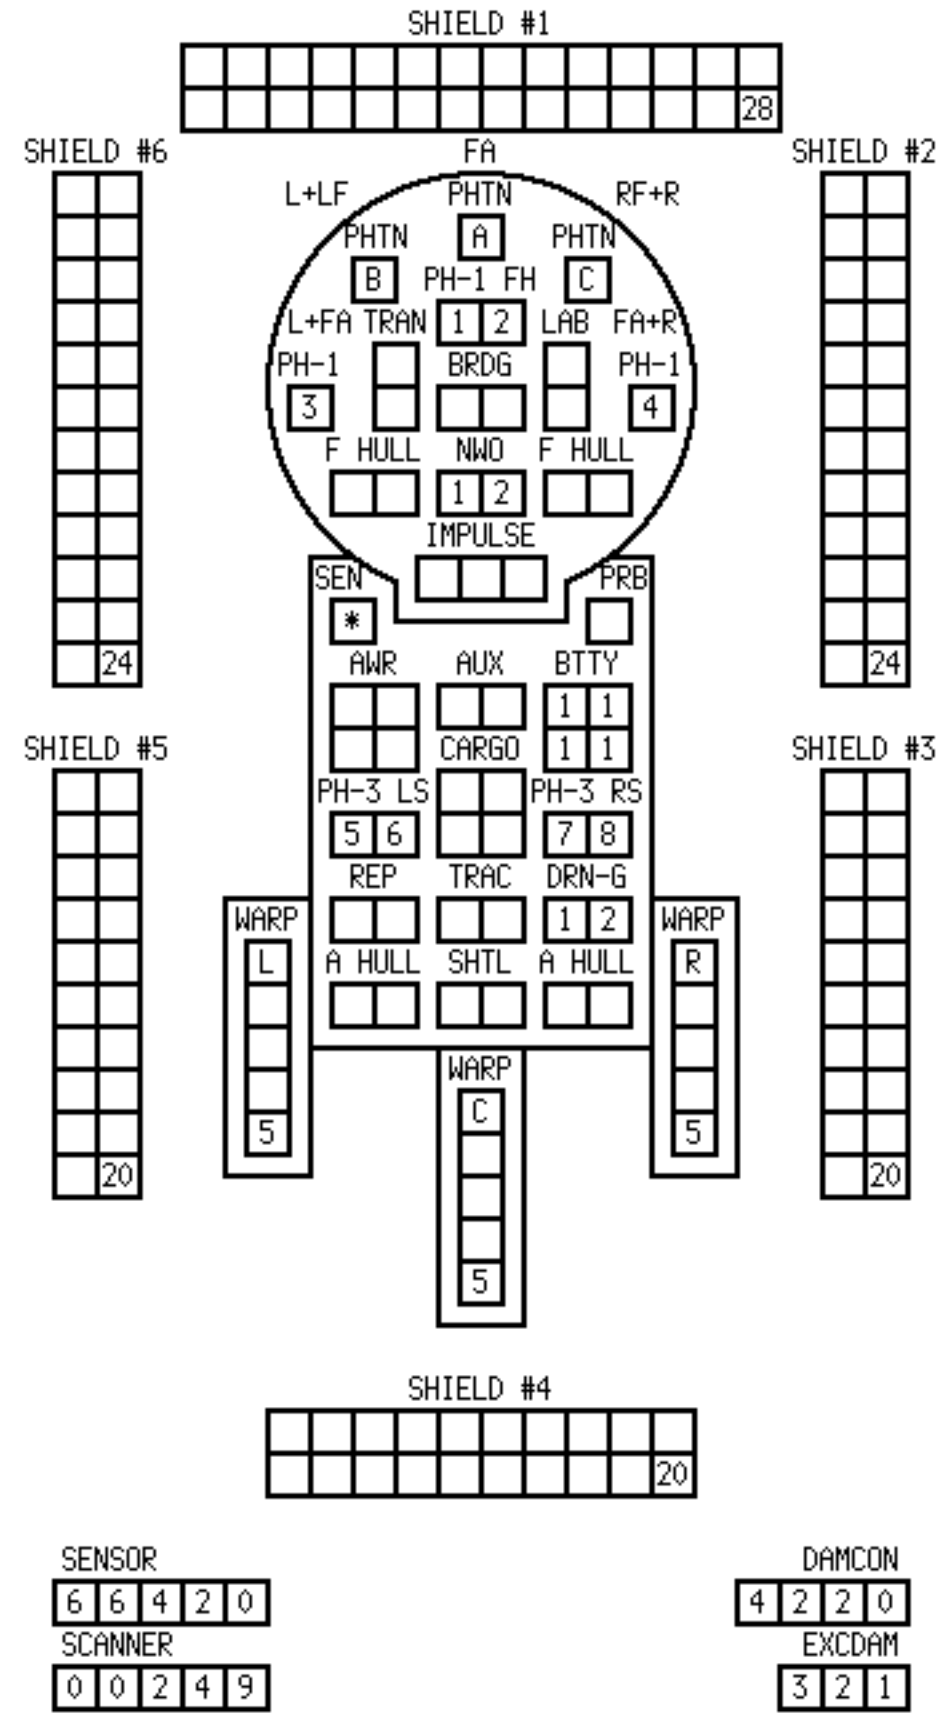 SHIELD #1
28
SHIELD #6 FA SHIELD #2
L+LF PHTN RF+R
PHTN A PHTN
B PH-1 FH C
L+FA TRAN 1 2 LAB FA+R
PH-1 BRDG PH-1
3 4
F HULL NWO F HULL
1 2
IMPULSE
SEN PRB
*
24 AWR AUX BTTY 24
1 1
SHIELD #5 CARGO 1 1 SHIELD #3
PH-3 LS PH-3 RS
5 6 7 8
REP TRAC DRN-G
WARP 1 2 WARP
L A HULL SHTL A HULL R
WARP
C
5 5
20 20
5
SHIELD #4
20
SENSOR DAMCON
6 6 4 2 0 4 2 2 0
SCANNER EXCDAM
0 0 2 4 9 3 2 1